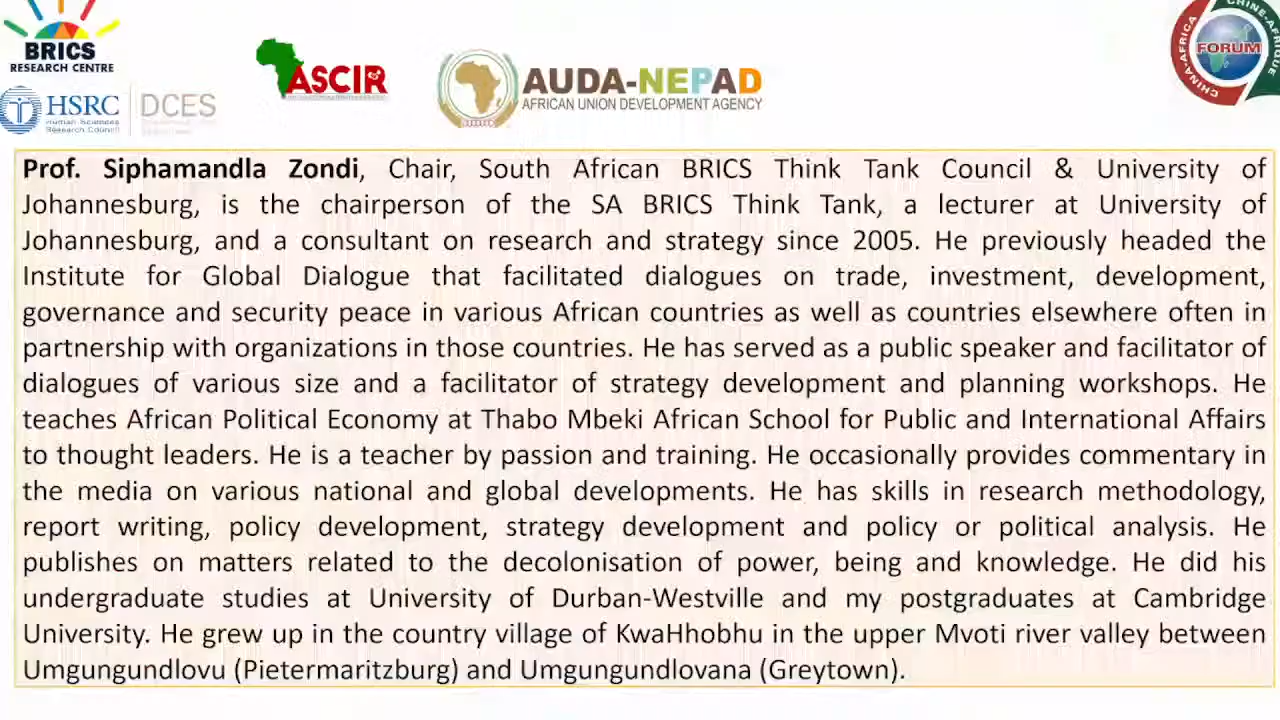 BRICS
RESEARCH CENTRE
HSRC
Human Sciences
Research Council
DCES
ASCIR
AUDA-NEPAD
AFRICAN UNION DEVELOPMENT AGENCY
CHINA-AFRICA
FORUM
CHINE-AFRIQUE
Prof. Siphamandla Zondi, Chair, South African BRICS Think Tank Council & University of
Johannesburg, is the chairperson of the SA BRICS Think Tank, a lecturer at University of
Johannesburg, and a consultant on research and strategy since 2005. He previously headed the
Institute for Global Dialogue that facilitated dialogues on trade, investment, development,
governance and security peace in various African countries as well as countries elsewhere often in
partnership with organizations in those countries. He has served as a public speaker and facilitator of
dialogues of various size and a facilitator of strategy development and planning workshops. He
teaches African Political Economy at Thabo Mbeki African School for Public and International Affairs
to thought leaders. He is a teacher by passion and training. He occasionally provides commentary in
the media on various national and global developments. He has skills in research methodology,
report writing, policy development, strategy development and policy or political analysis. He
publishes on matters related to the decolonisation of power, being and knowledge. He did his
undergraduate studies at University of Durban-Westville and my postgraduates at Cambridge
University. He grew up in the country village of KwaHhobhu in the upper Mvoti river valley between
Umgungundlovu (Pietermaritzburg) and Umgungundlovana (Greytown).